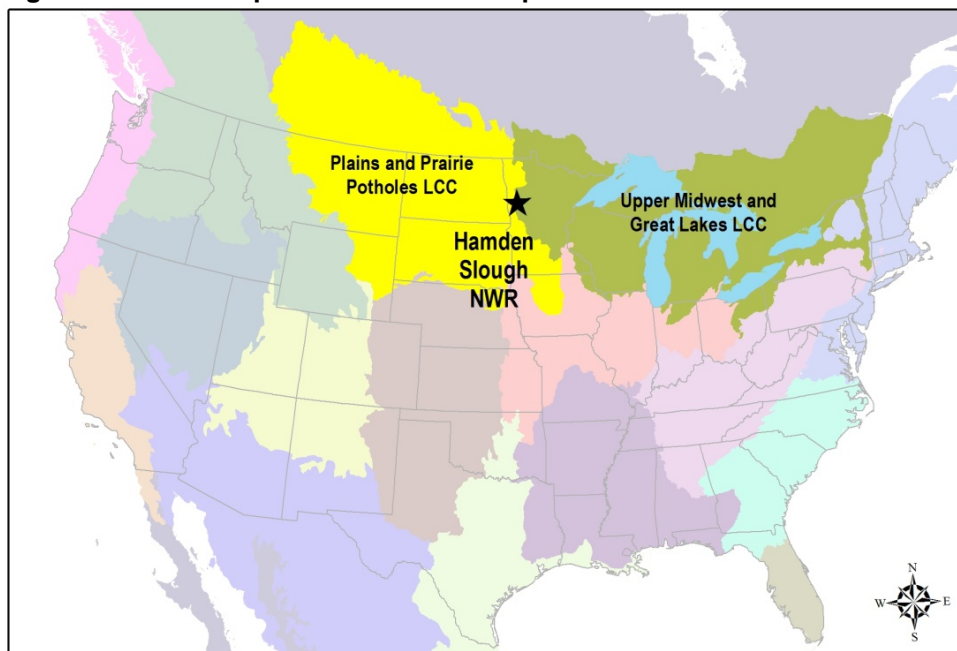 Plains and Prairie
Potholes LCC
Upper Midwest and
Great Lakes LCC
Hamden
Slough
NWR
N
W
E
S